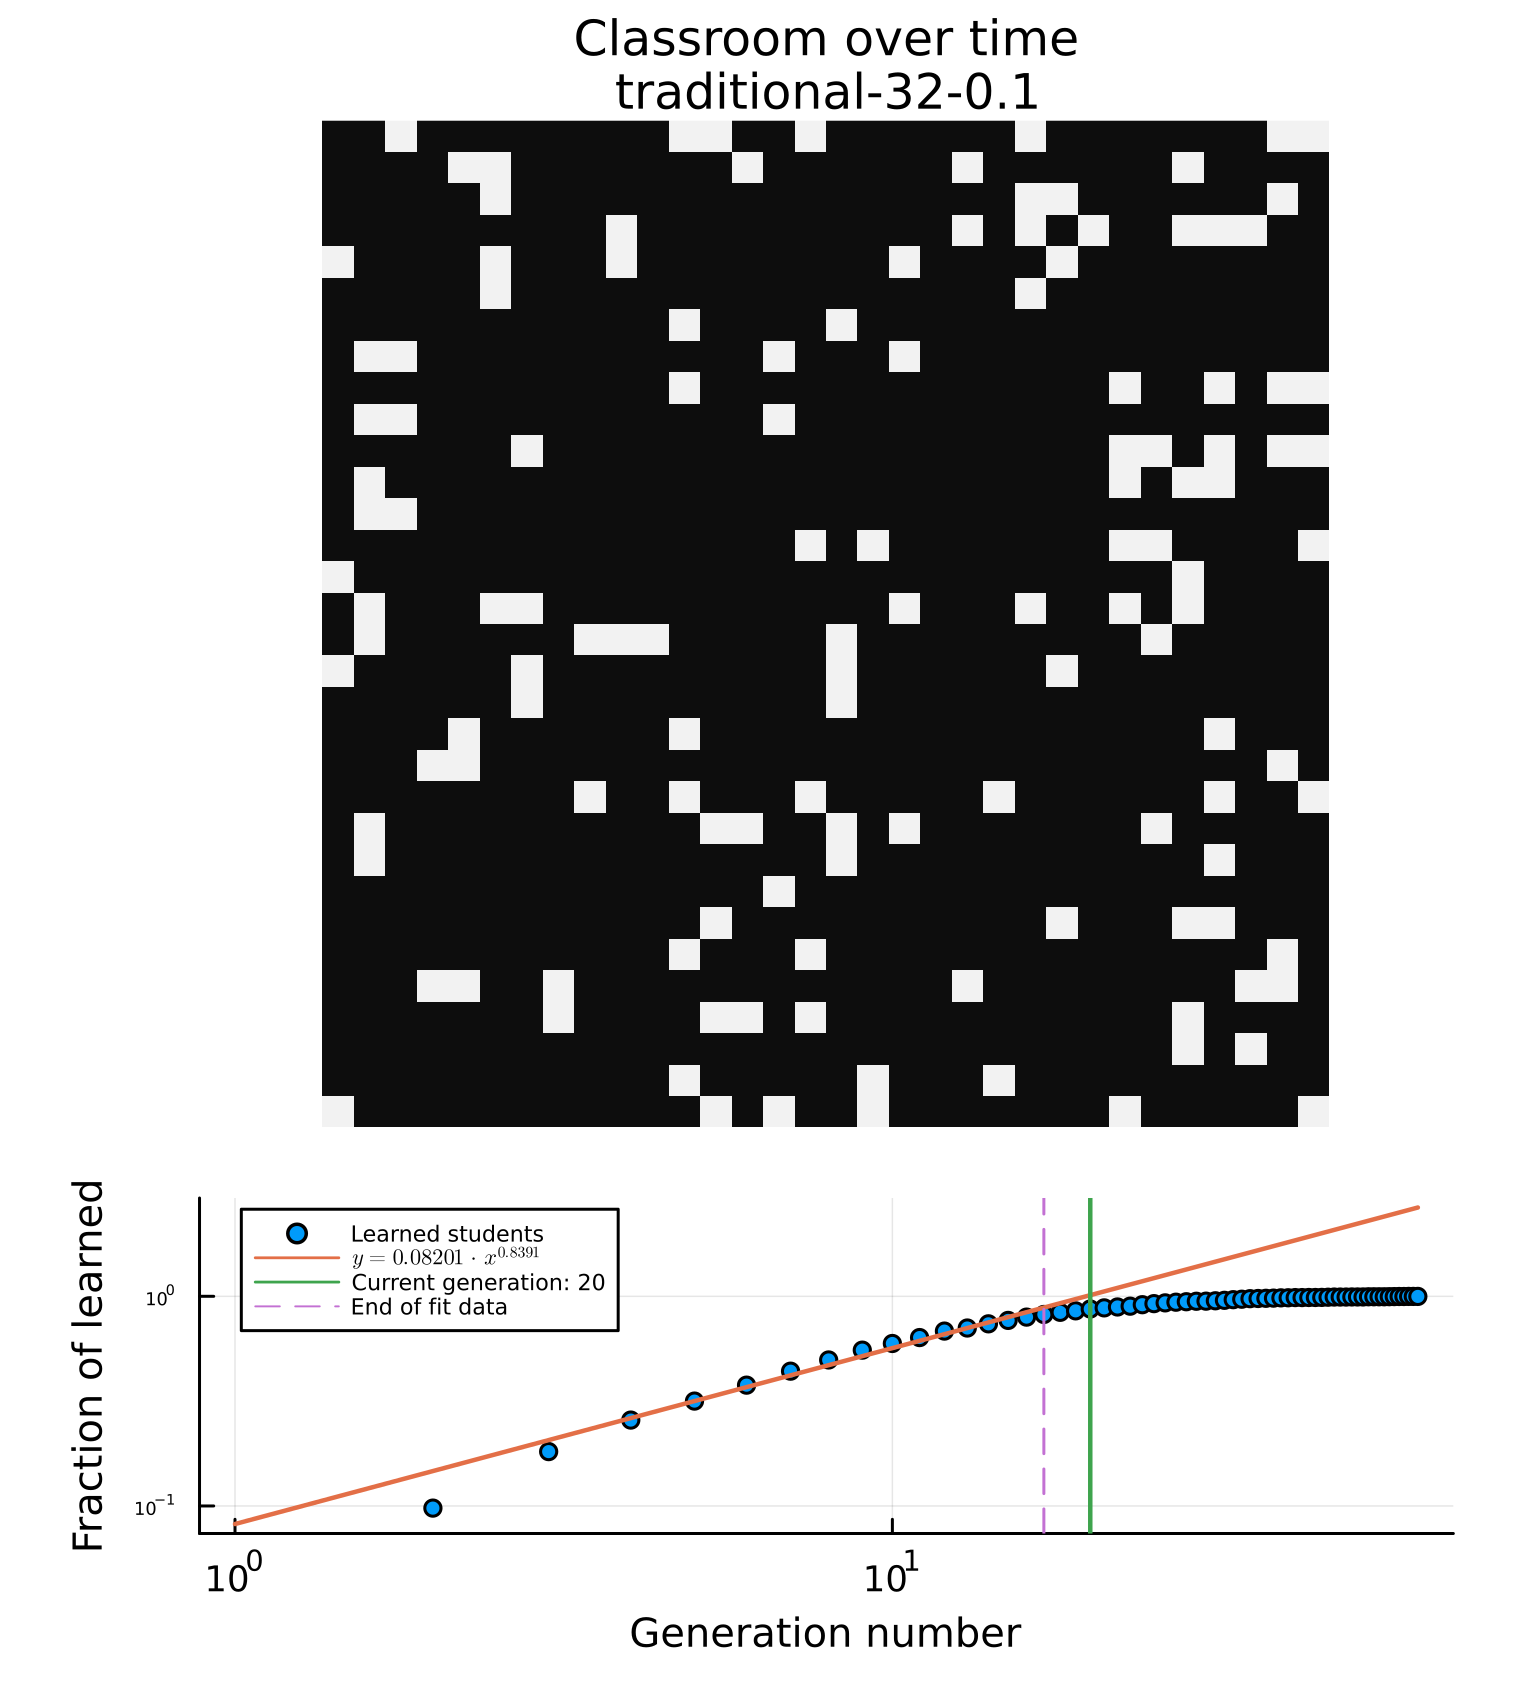 Classroom over time
traditional-32-0.1
Fraction of learned
Learned students
y = 0.08201 · x^0.8391
Current generation: 20
End of fit data
10^0
10^-1
10^0
10^1
Generation number